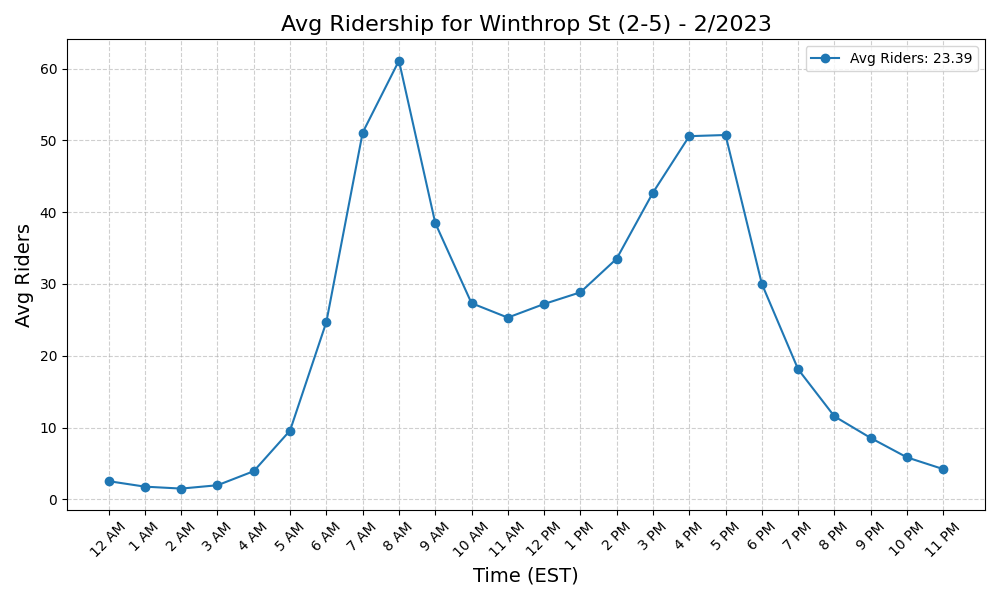 Avg Ridership for Winthrop St (2-5) - 2/2023
Avg Riders: 23.39
Avg Riders
60
50
40
30
20
10
0
12 AM
1 AM
2 AM
3 AM
4 AM
5 AM
6 AM
7 AM
8 AM
9 AM
10 AM
11 AM
12 PM
1 PM
2 PM
3 PM
4 PM
5 PM
6 PM
7 PM
8 PM
9 PM
10 PM
11 PM
Time (EST)